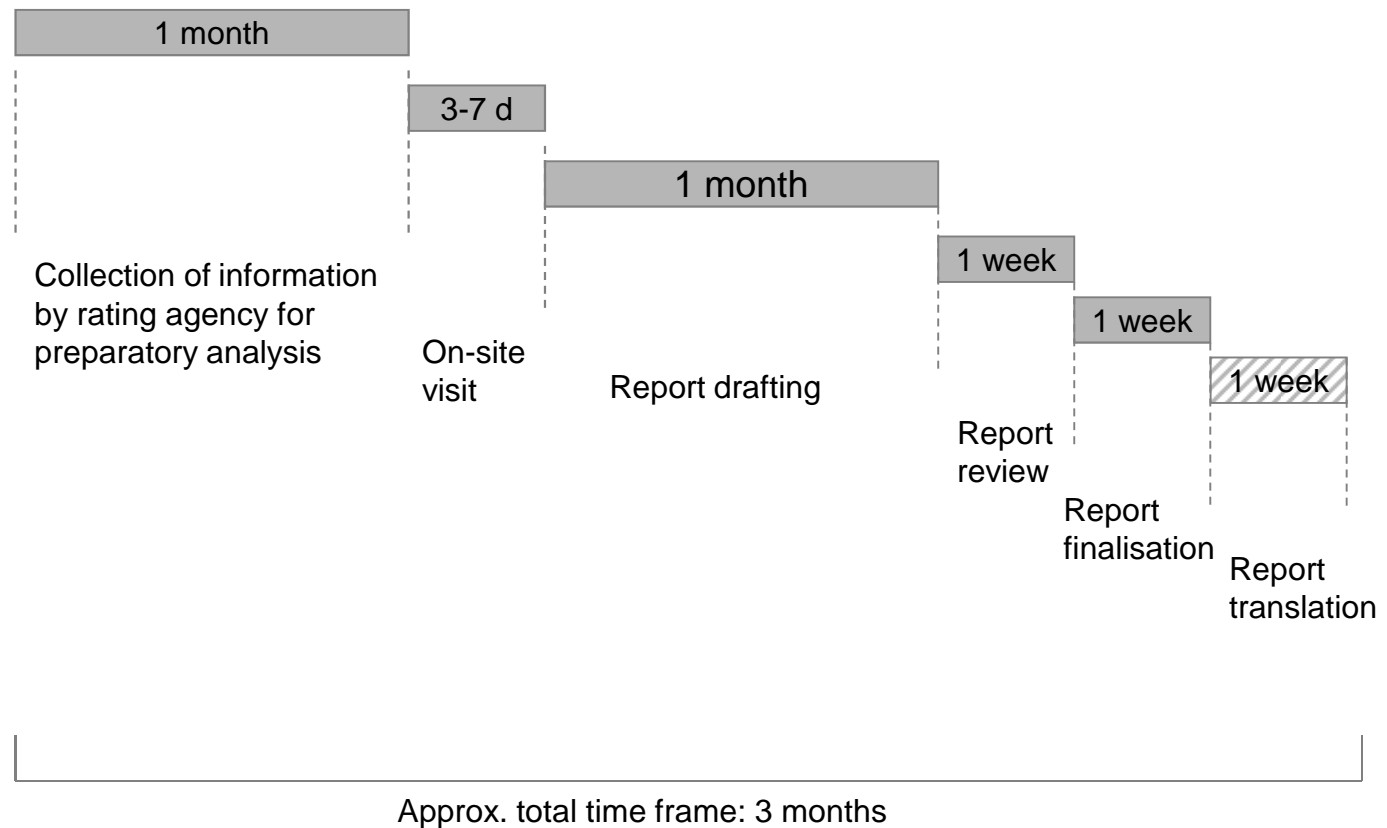 1 month
3-7 d
1 month
1 week
1 week
1 week
Collection of information
by rating agency for
preparatory analysis
On-site
visit
Report drafting
Report
review
Report
finalisation
Report
translation
Approx. total time frame: 3 months